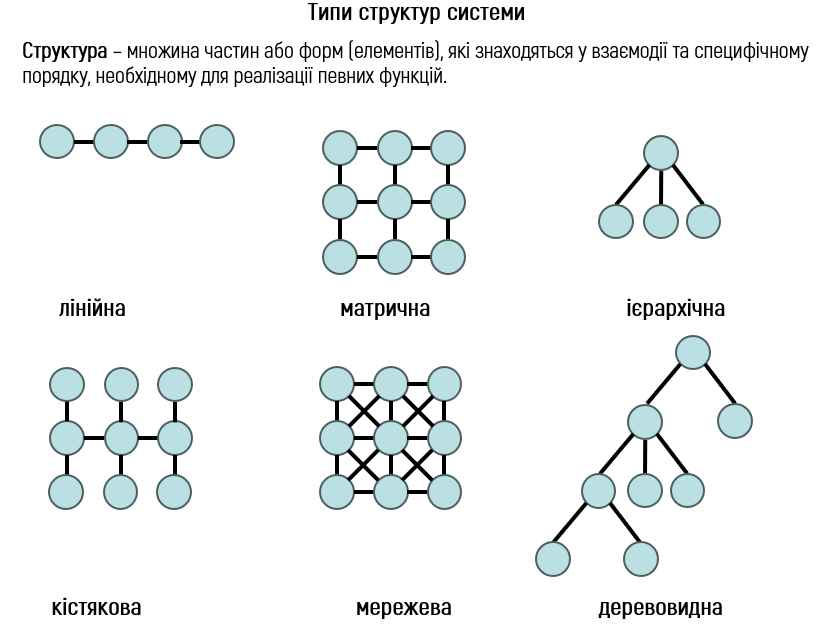 Типи структур системи
Структура – множина частин або форм (елементів), які знаходяться у взаємодії та специфічному
порядку, необхідному для реалізації певних функцій.
лінійна
матрична
ієрархічна
кістякова
мережева
деревовидна